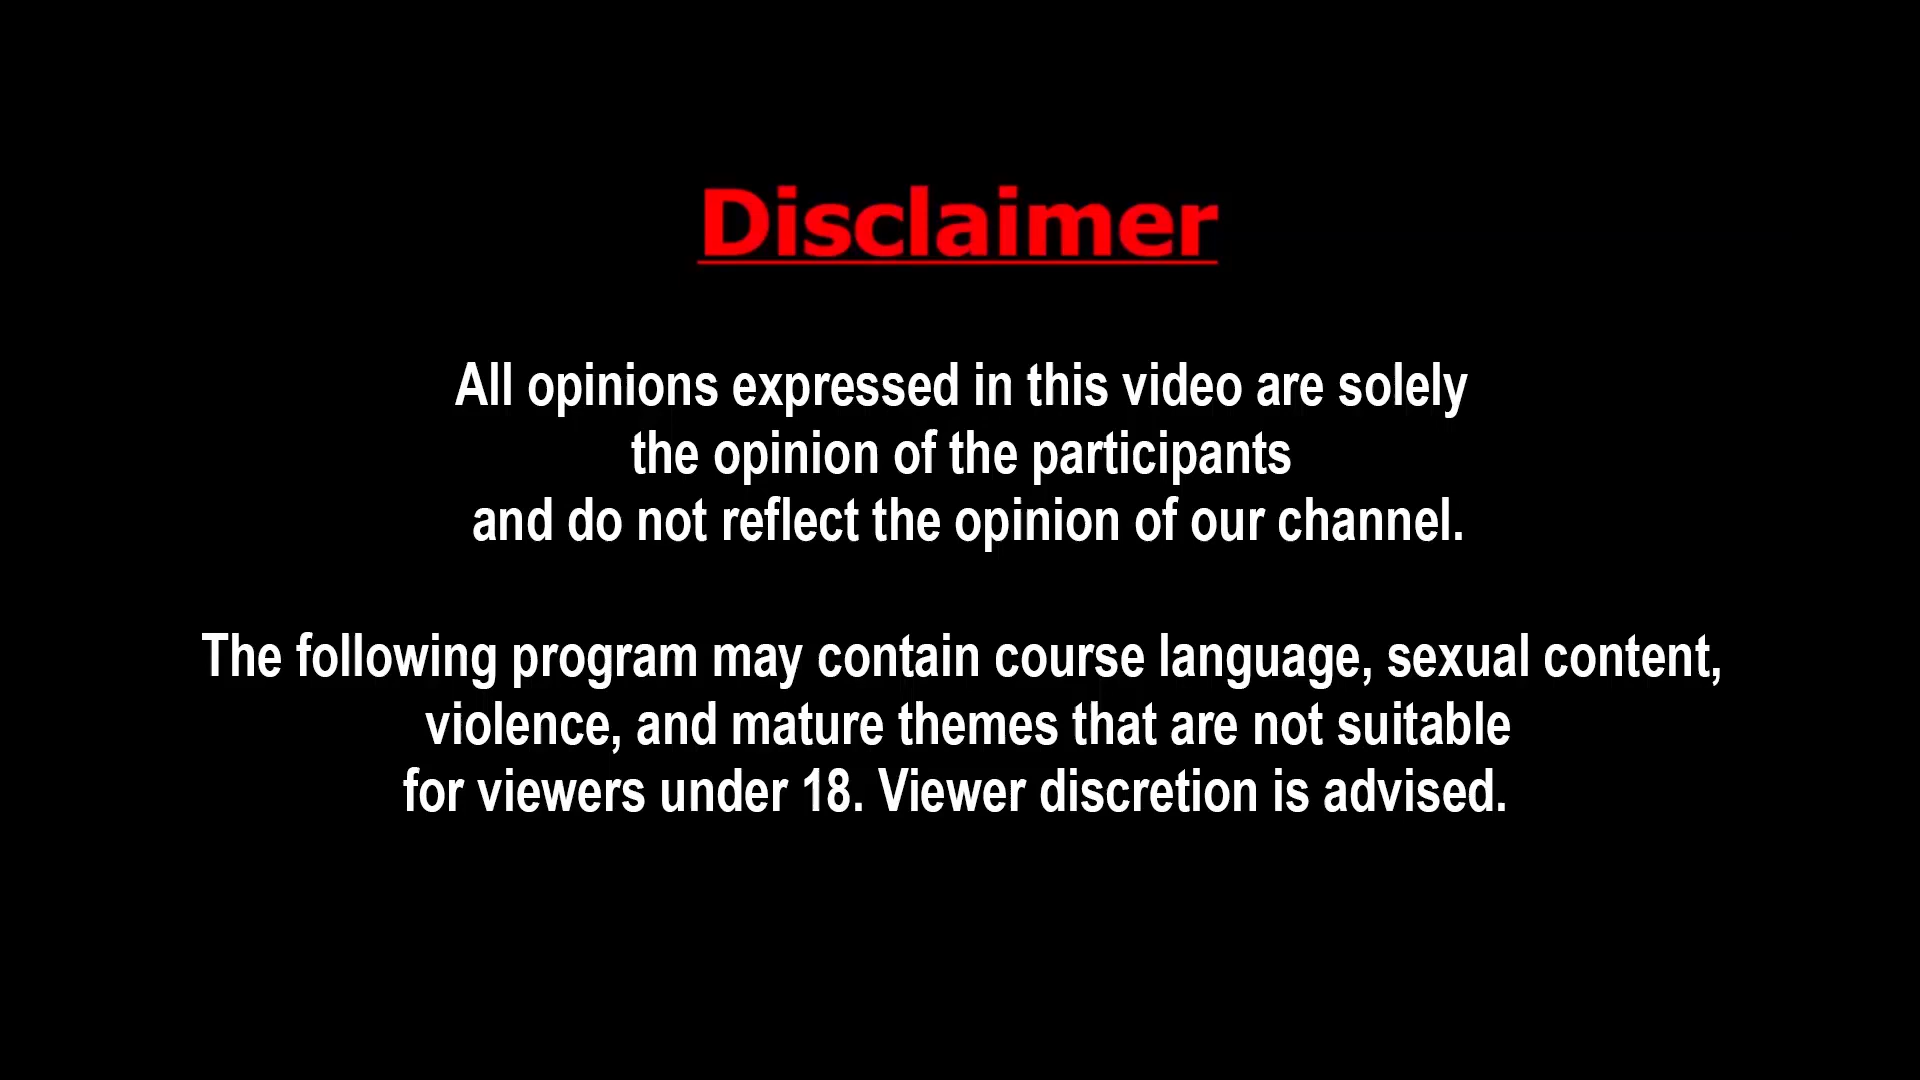 Disclaimer
All opinions expressed in this video are solely
the opinion of the participants
and do not reflect the opinion of our channel.
The following program may contain course language, sexual content,
violence, and mature themes that are not suitable
for viewers under 18. Viewer discretion is advised.